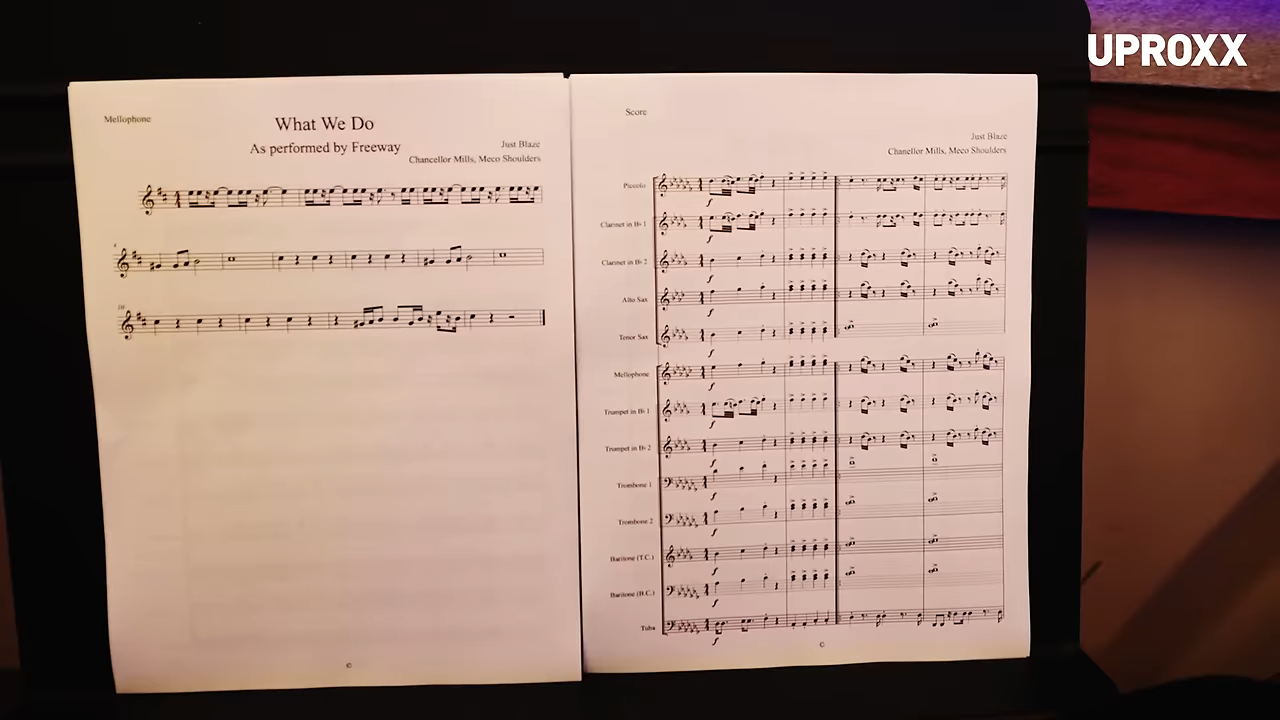 UPROXX
Mellophone
What We Do
As performed by Freeway
Just Blaze
Chancellor Mills, Meco Shoulders
©
Score
Just Blaze
Chanellor Mills, Meco Shoulders
Piccolo
Clarinet in B♭ 1
Clarinet in B♭ 2
Alto Sax
Tenor Sax
Mellophone
Trumpet in B♭ 1
Trumpet in B♭ 2
Trombone 1
Trombone 2
Baritone (T.C.)
Baritone (B.C.)
Tuba
©